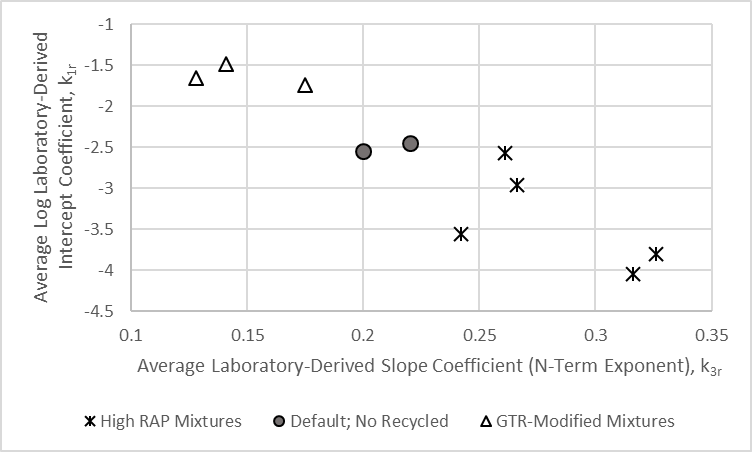 -1
-1.5
-2
-2.5
-3
-3.5
-4
-4.5
Average Log Laboratory-Derived
Intercept Coefficient, k1r
0.1 0.15 0.2 0.25 0.3 0.35
Average Laboratory-Derived Slope Coefficient (N-Term Exponent), k3r
High RAP Mixtures Default; No Recycled GTR-Modified Mixtures